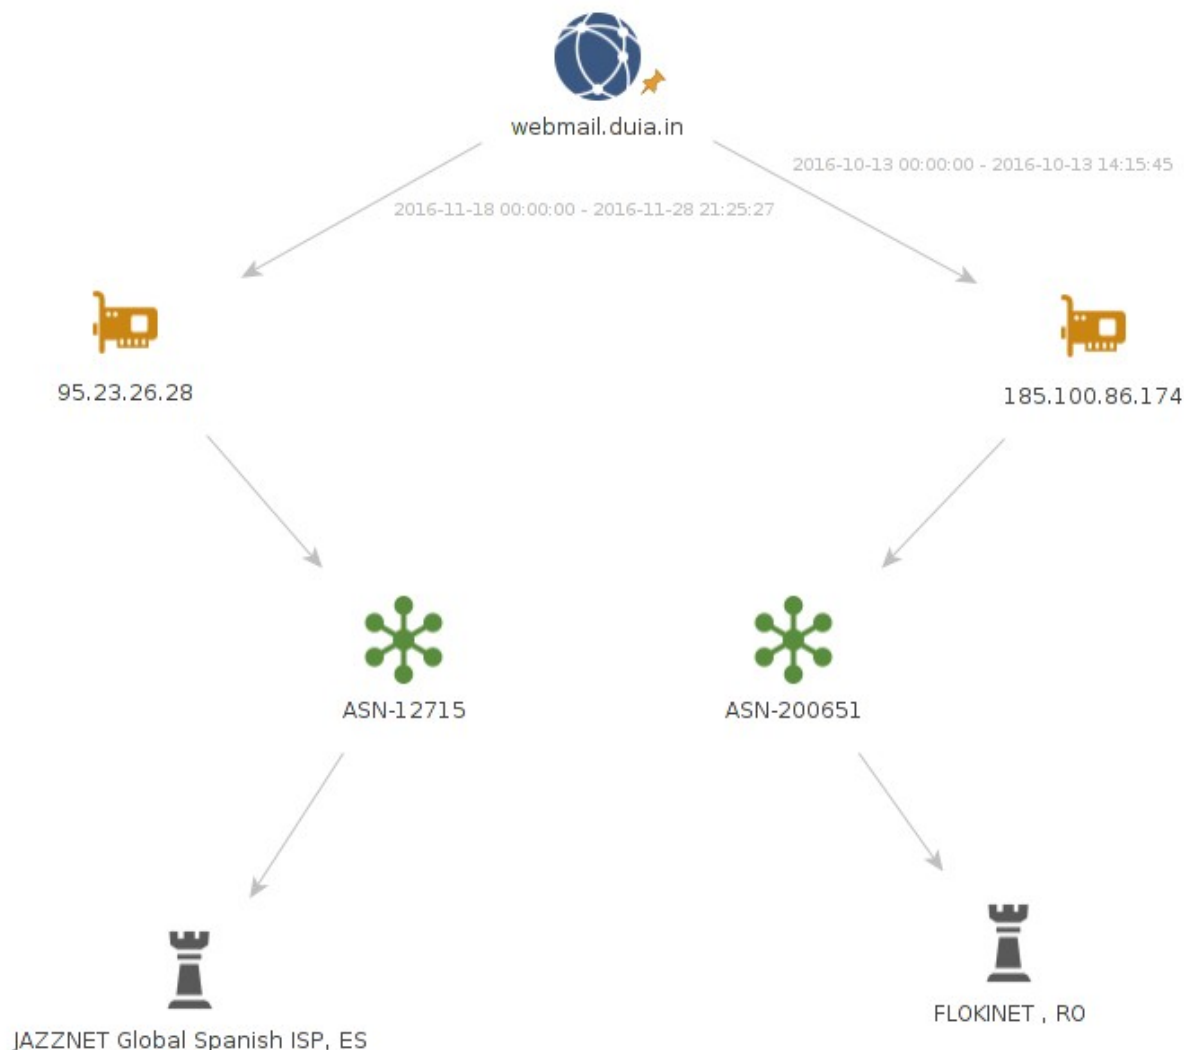 webmail.duia.in
2016-10-13 00:00:00 - 2016-10-13 14:15:45
2016-11-18 00:00:00 - 2016-11-28 21:25:27
95.23.26.28
185.100.86.174
ASN-12715
ASN-200651
FLOKINET , RO
JAZZNET Global Spanish ISP, ES